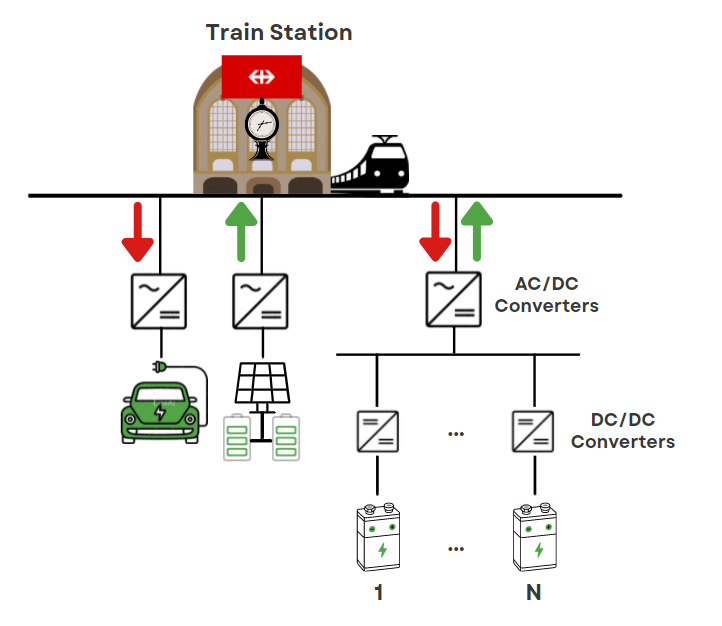 Train Station
AC/DC
Converters
DC/DC
Converters
...
...
1
N